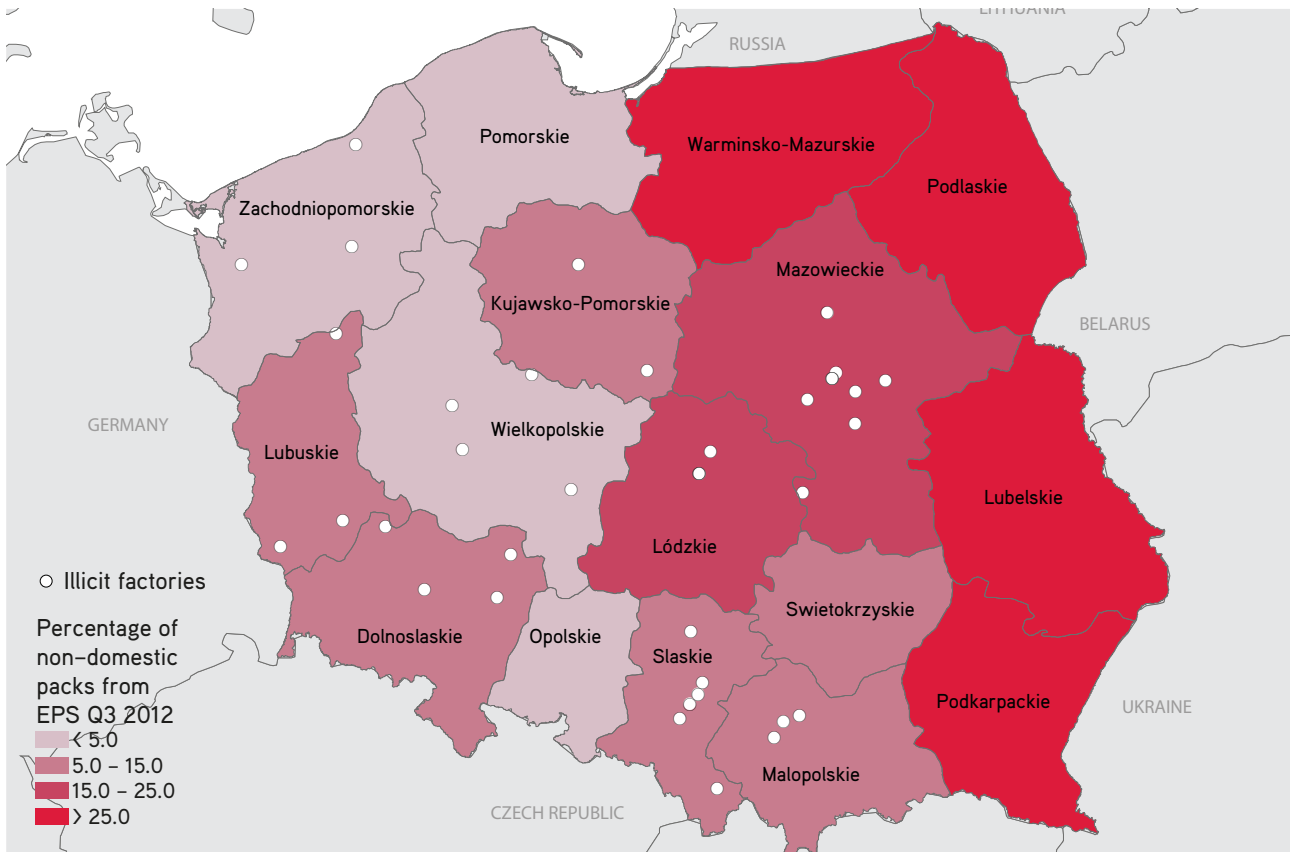 LITHUANIA
RUSSIA
Pomorskie
Warminsko-Mazurskie
Podlaskie
Zachodniopomorskie
Mazowieckie
Kujawsko-Pomorskie
BELARUS
GERMANY
Wielkopolskie
Lubuskie
Lubelskie
Lódzkie
Illicit factories
Swietokrzyskie
Percentage of
non–domestic
packs from
EPS Q3 2012
< 5.0
5.0 – 15.0
15.0 – 25.0
> 25.0
Dolnoslaskie
Opolskie
Slaskie
Podkarpackie
UKRAINE
Malopolskie
CZECH REPUBLIC